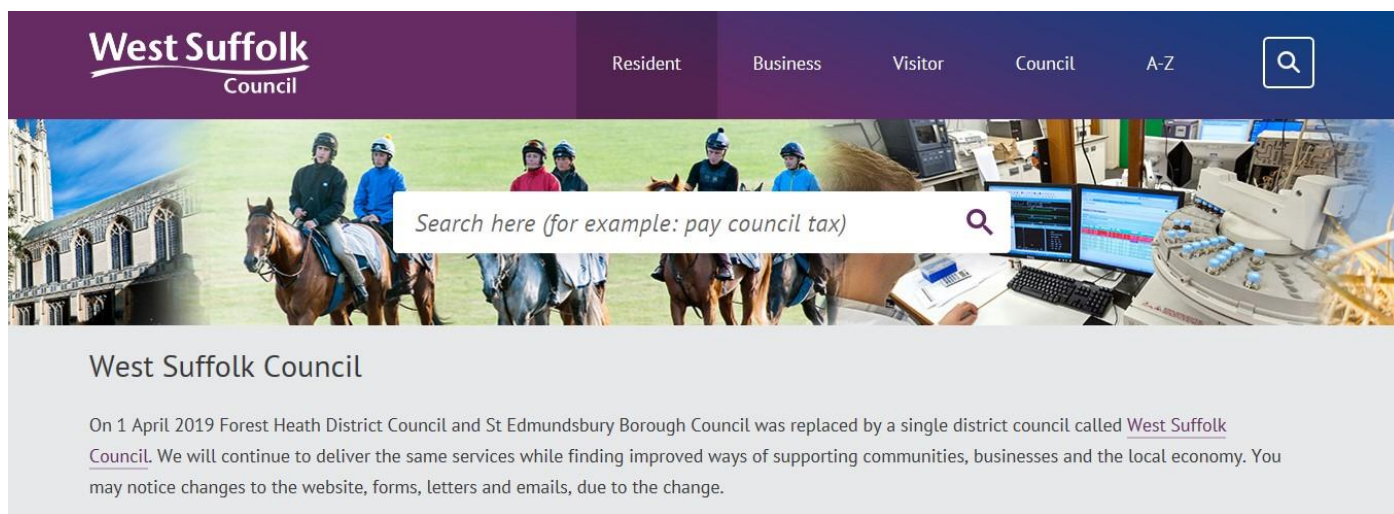 West Suffolk
Council
Resident
Business
Visitor
Council
A-Z
Search here (for example: pay council tax)
West Suffolk Council
On 1 April 2019 Forest Heath District Council and St Edmundsbury Borough Council was replaced by a single district council called West Suffolk
Council. We will continue to deliver the same services while finding improved ways of supporting communities, businesses and the local economy. You
may notice changes to the website, forms, letters and emails, due to the change.